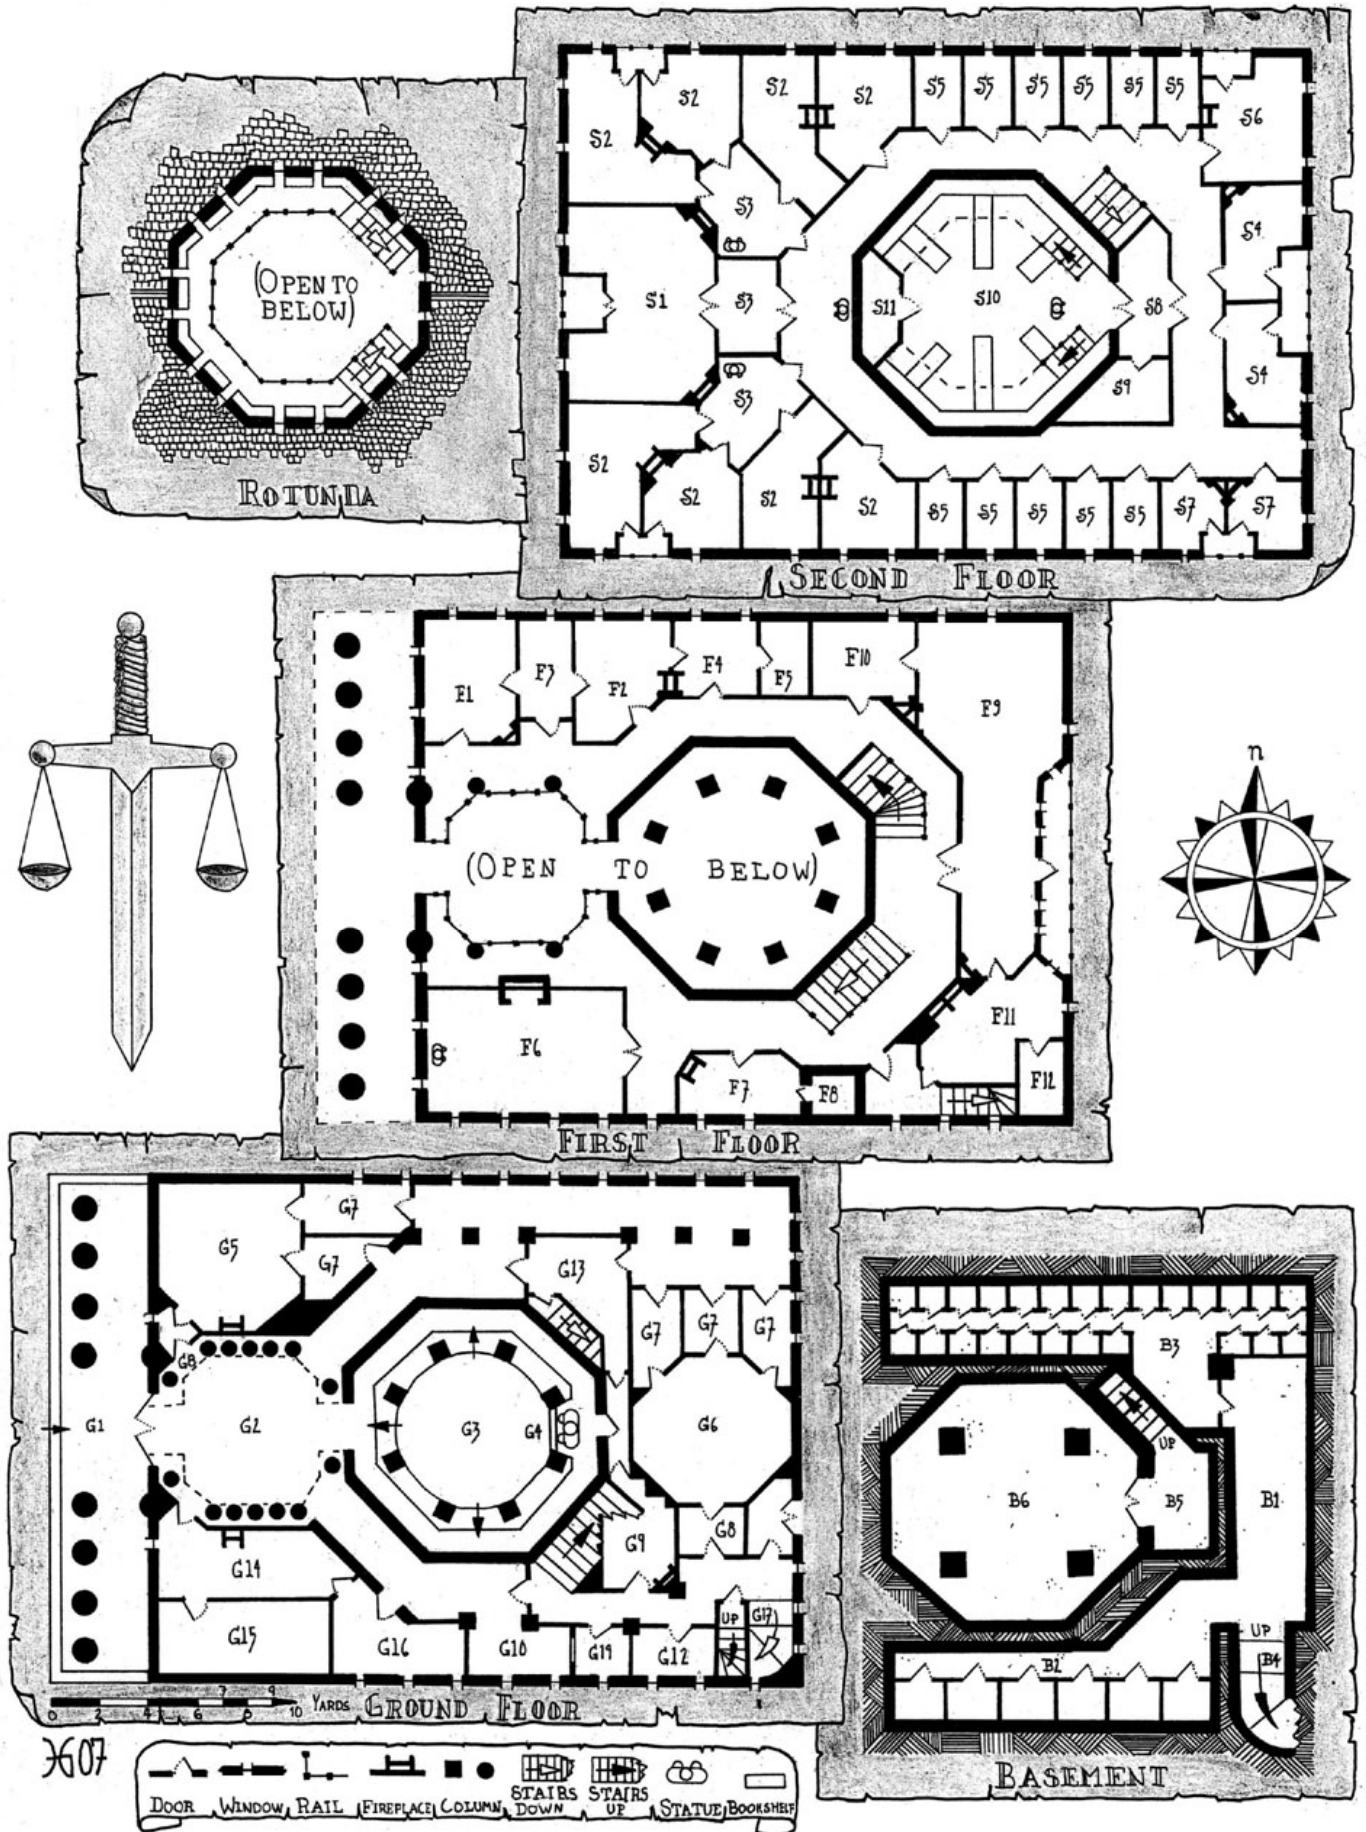 S2 S2 S2 S2 S5 S5 S5 S5 S5 S5 S6
S3 S4
(OPEN TO
BELOW)
S1 S3 S11 S10 S8
S3 S9 S4
S2 S2 S2 S2 S5 S5 S5 S5 S5 S7 S7
ROTUNDA
SECOND FLOOR
F1 F3 F2 F4 F5 F10 F9
n
(OPEN TO BELOW)
F6 F7 F8 F11 F12
FIRST FLOOR
G7
G5 G7 G13
G7 G7 G7
G8
G1 G2 G3 G4 G6
G9 G8
G14
G15 G16 G10 G19 G12 UP G17
0 2 4 6 7 8 9 10 YARDS GROUND FLOOR
B3
UP
B6 B5 B1
UP
B2 B4
BASEMENT
JG07
DOOR WINDOW RAIL FIREPLACE COLUMN STAIRS DOWN STAIRS UP STATUE BOOKSHELF